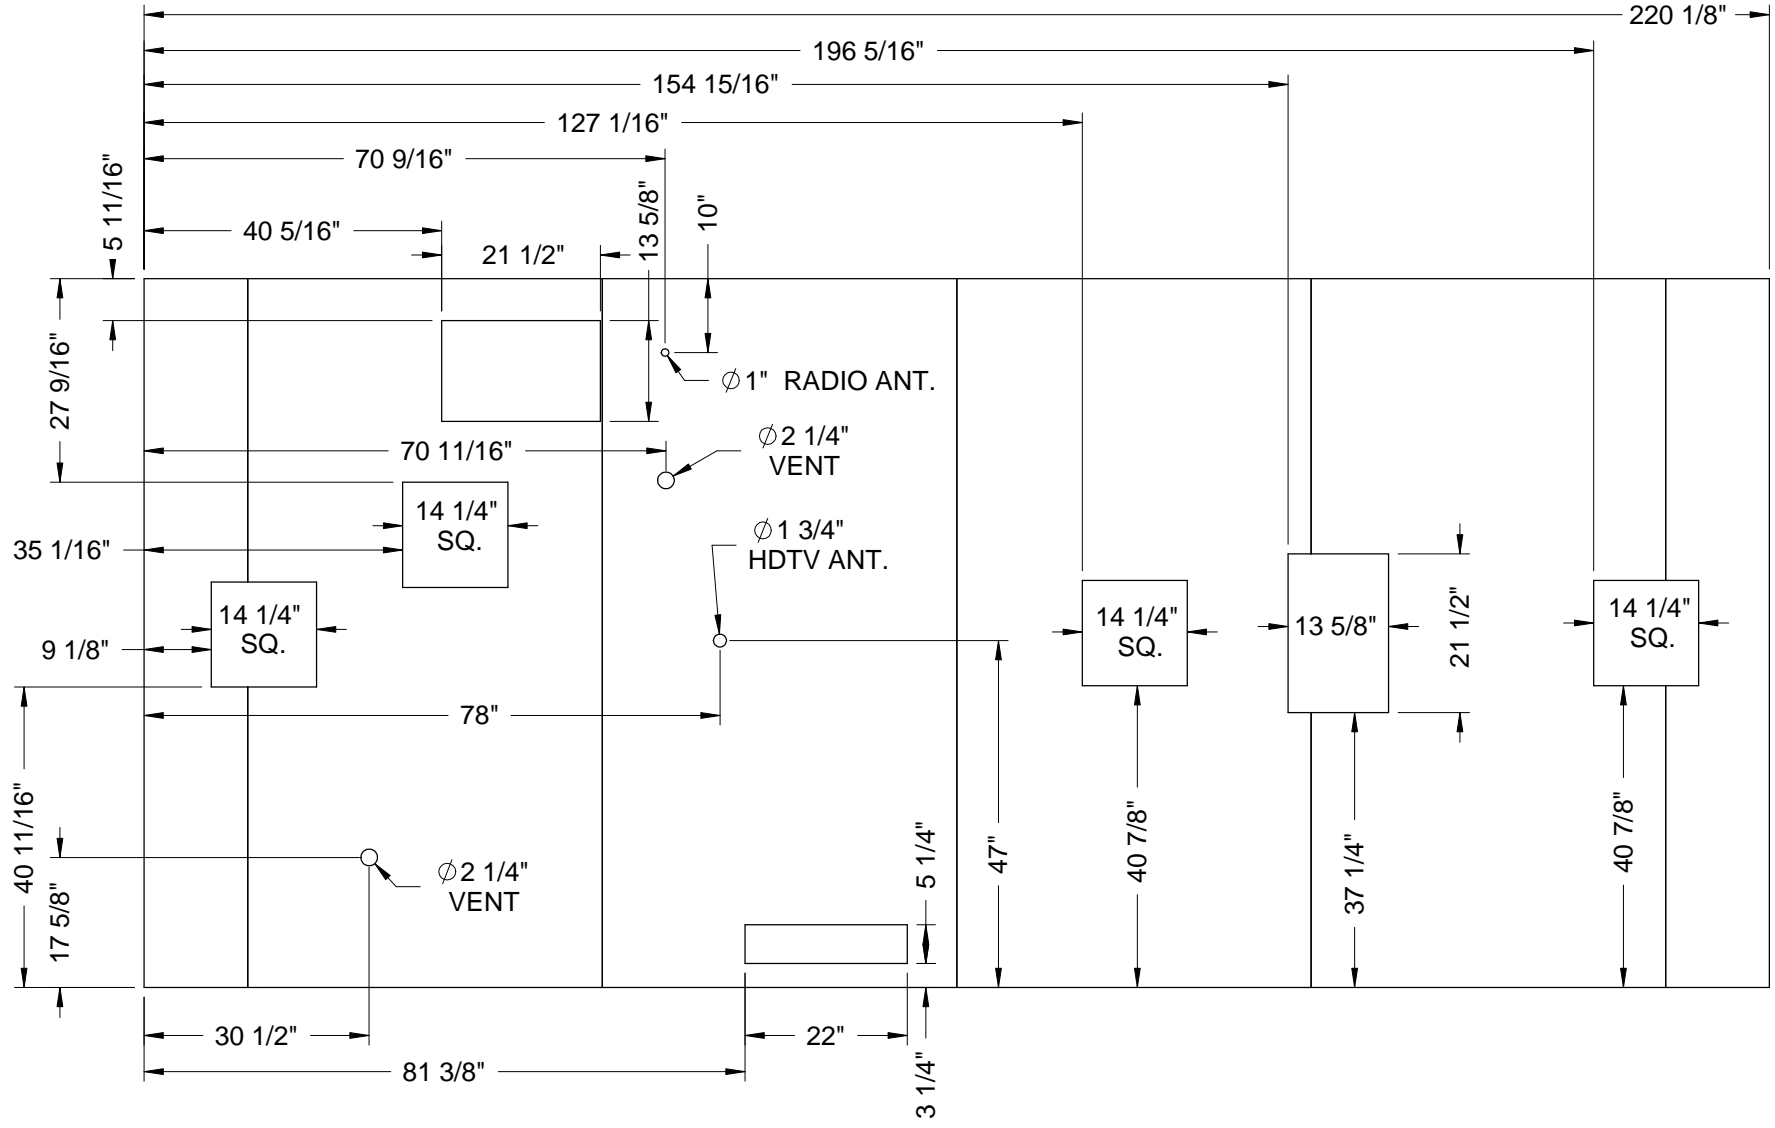 220 1/8"
196 5/16"
154 15/16"
127 1/16"
70 9/16"
5 11/16"
13 5/8"
10"
40 5/16"
21 1/2"
27 9/16"
Ø1" RADIO ANT.
70 11/16"
Ø2 1/4"
VENT
14 1/4"
SQ.
Ø1 3/4"
HDTV ANT.
35 1/16"
14 1/4"
SQ.
9 1/8"
14 1/4"
SQ.
13 5/8"
21 1/2"
14 1/4"
SQ.
78"
40 11/16"
17 5/8"
Ø2 1/4"
VENT
5 1/4"
47"
40 7/8"
37 1/4"
40 7/8"
30 1/2"
22"
81 3/8"
3 1/4"